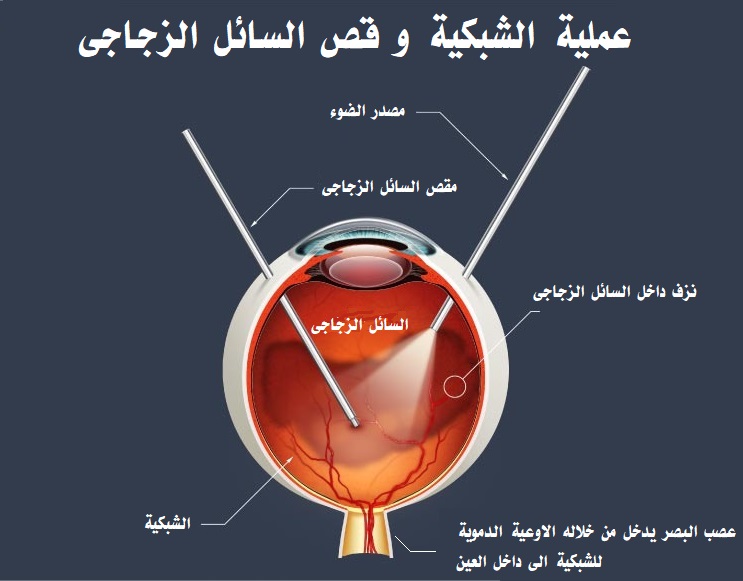 عملية الشبكية و قص السائل الزجاجى
مصدر الضوء
مقص السائل الزجاجى
نزف داخل السائل الزجاجى
السائل الزجاجى
الشبكية
عصب البصر يدخل من خلاله الاوعية الدموية
للشبكية الى داخل العين